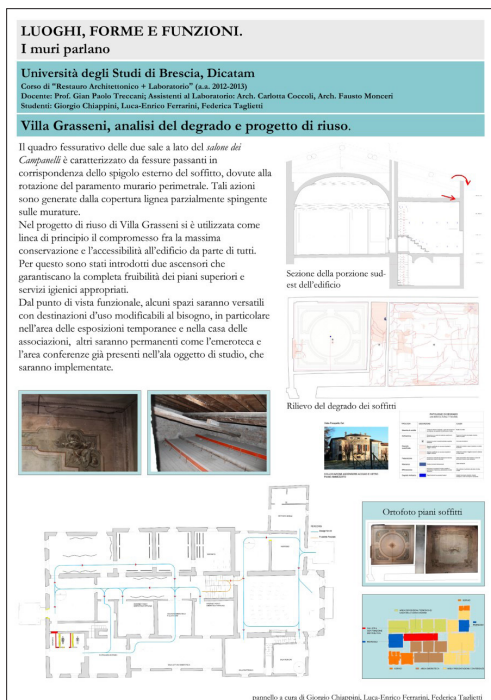 LUOGHI, FORME E FUNZIONI.
I muri parlano
Università degli Studi di Brescia, Dicatam
Corso di "Restauro Architettonico + Laboratorio" (a.a. 2012-2013)
Docente: Prof. Gian Paolo Treccani; Assistenti al Laboratorio: Arch. Carlotta Coccoli, Arch. Fausto Monceri
Studenti: Giorgio Chiappini, Luca-Enrico Ferrarini, Federica Taglietti
Villa Grasseni, analisi del degrado e progetto di riuso.
Il quadro fessurativo delle due sale a lato del salone dei
Campanelli è caratterizzato da fessure passanti in
corrispondenza dello spigolo esterno del soffitto, dovute alla
rotazione del paramento murario perimetrale. Tali azioni
sono generate dalla copertura lignea parzialmente spingente
sulle murature.
Nel progetto di riuso di Villa Grasseni si è utilizzata come
linea di principio il compromesso fra la massima
conservazione e l'accessibilità all'edificio da parte di tutti.
Per questo sono stati introdotti due ascensori che
garantiscano la completa fruibilità dei piani superiori e
servizi igienici appropriati.
Dal punto di vista funzionale, alcuni spazi saranno versatili
con destinazioni d'uso modificabili al bisogno, in particolare
nell'area delle esposizioni temporanee e nella casa delle
associazioni, altri saranno permanenti come l'emeroteca e
l'area conferenze già presenti nell'ala oggetto di studio, che
saranno implementate.
Sezione della porzione sud-
est dell'edificio
Rilievo del degrado dei soffitti
Ortofoto piani soffitti
pannello a cura di Giorgio Chiappini, Luca-Enrico Ferrarini, Federica Taglietti